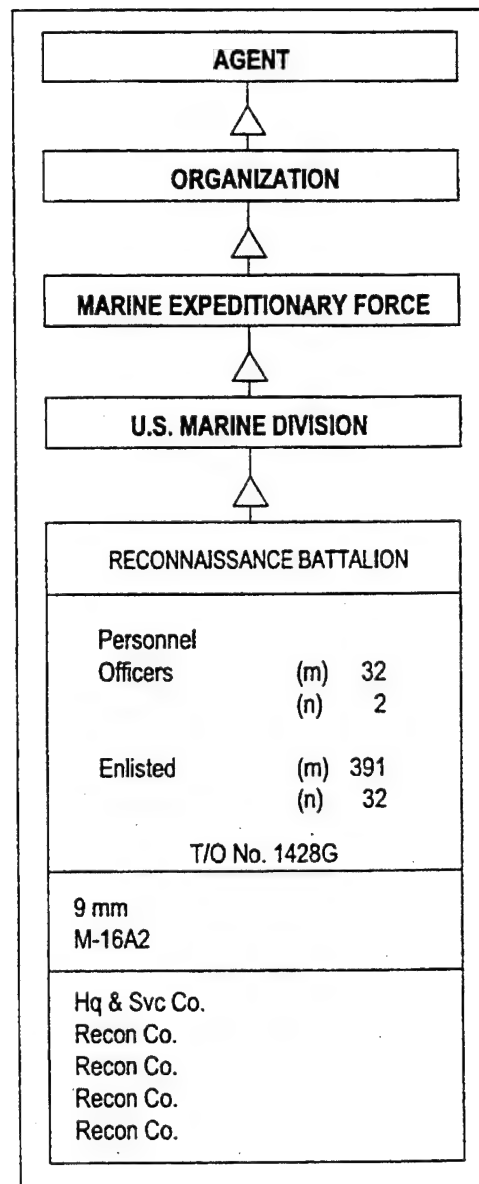 AGENT
ORGANIZATION
MARINE EXPEDITIONARY FORCE
U.S. MARINE DIVISION
RECONNAISSANCE BATTALION
Personnel
Officers (m) 32
(n) 2
Enlisted (m) 391
(n) 32
T/O No. 1428G
9 mm
M-16A2
Hq & Svc Co.
Recon Co.
Recon Co.
Recon Co.
Recon Co.